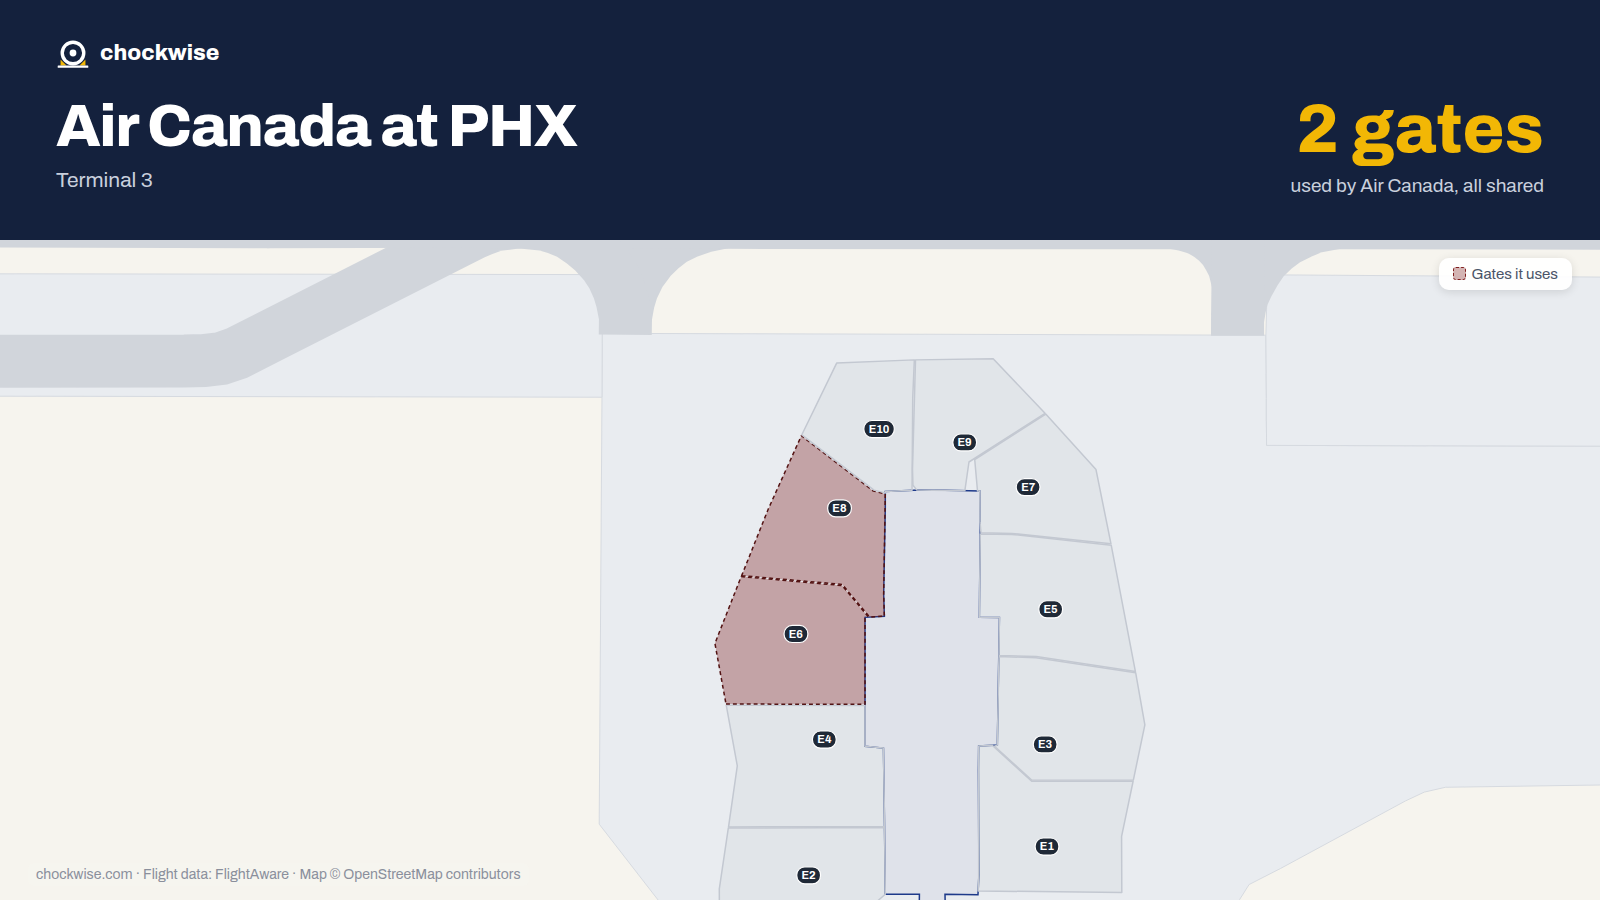 chockwise
Air Canada at PHX
Terminal 3
2 gates
used by Air Canada, all shared
Gates it uses
E10
E9
E7
E8
E5
E6
E4
E3
E1
E2
chockwise.com · Flight data: FlightAware · Map © OpenStreetMap contributors